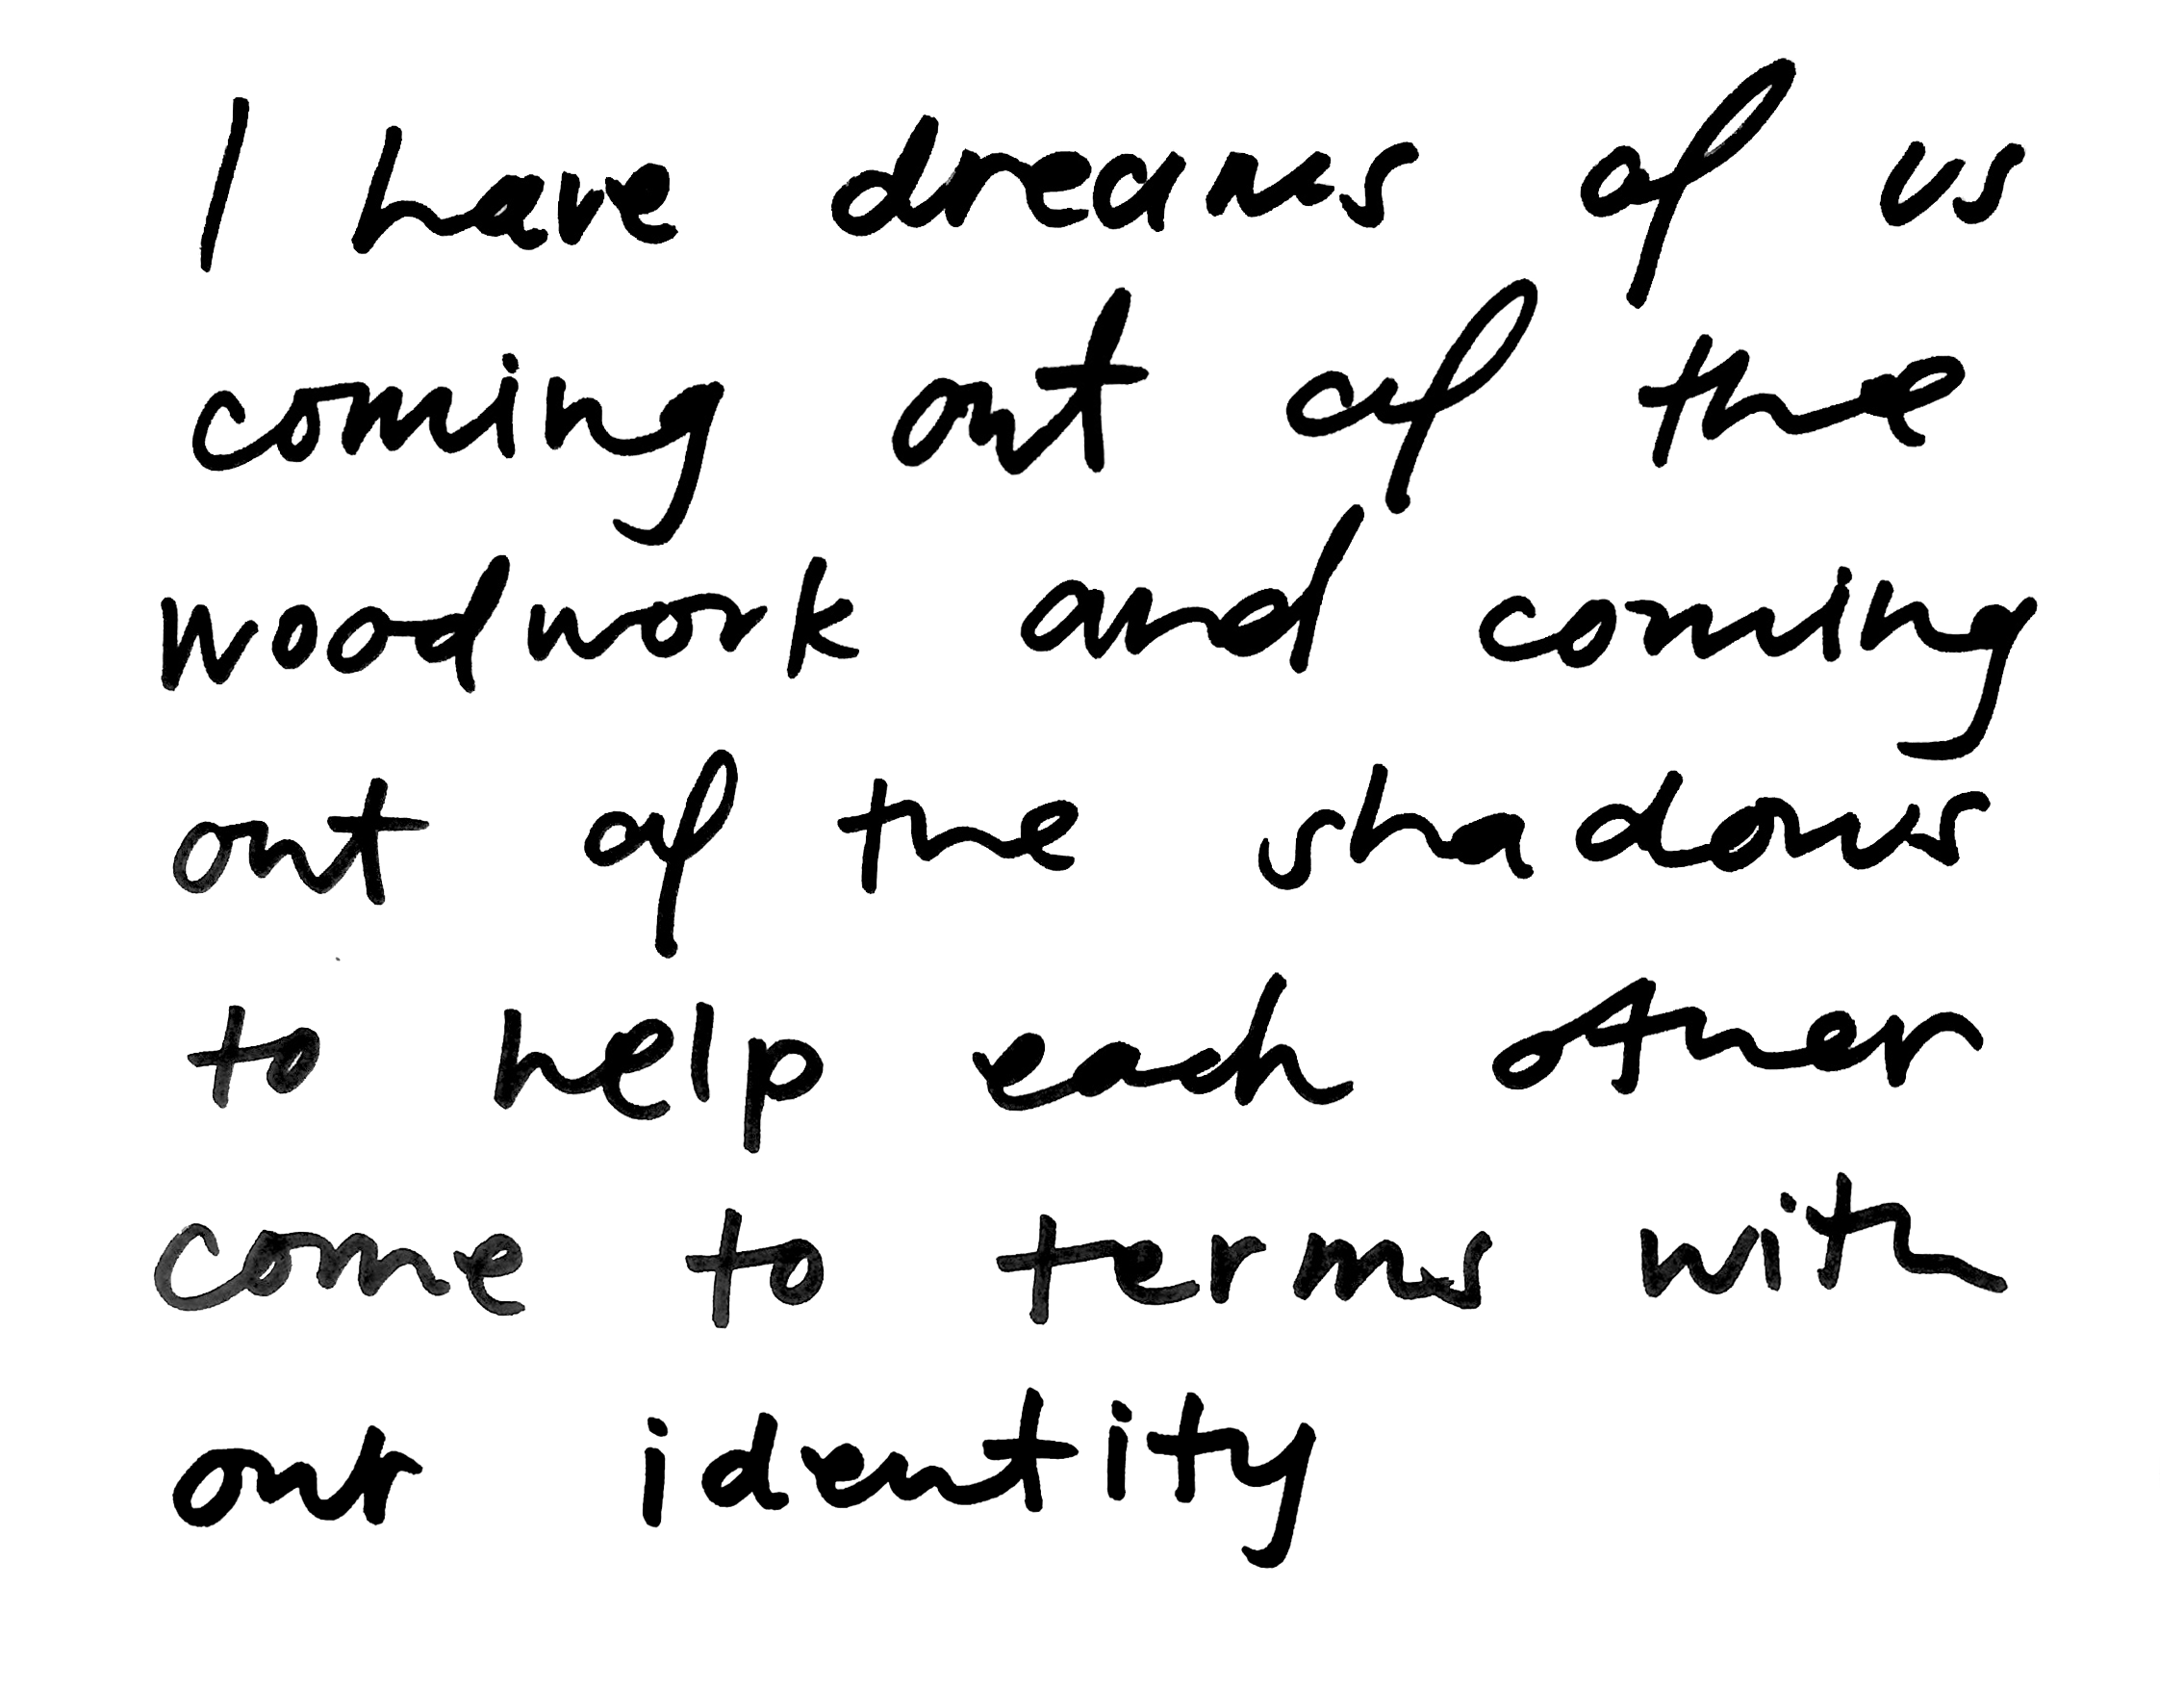 I have dreams of us
coming out of the
woodwork and coming
out of the shadows
to help each other
come to terms with
our identity